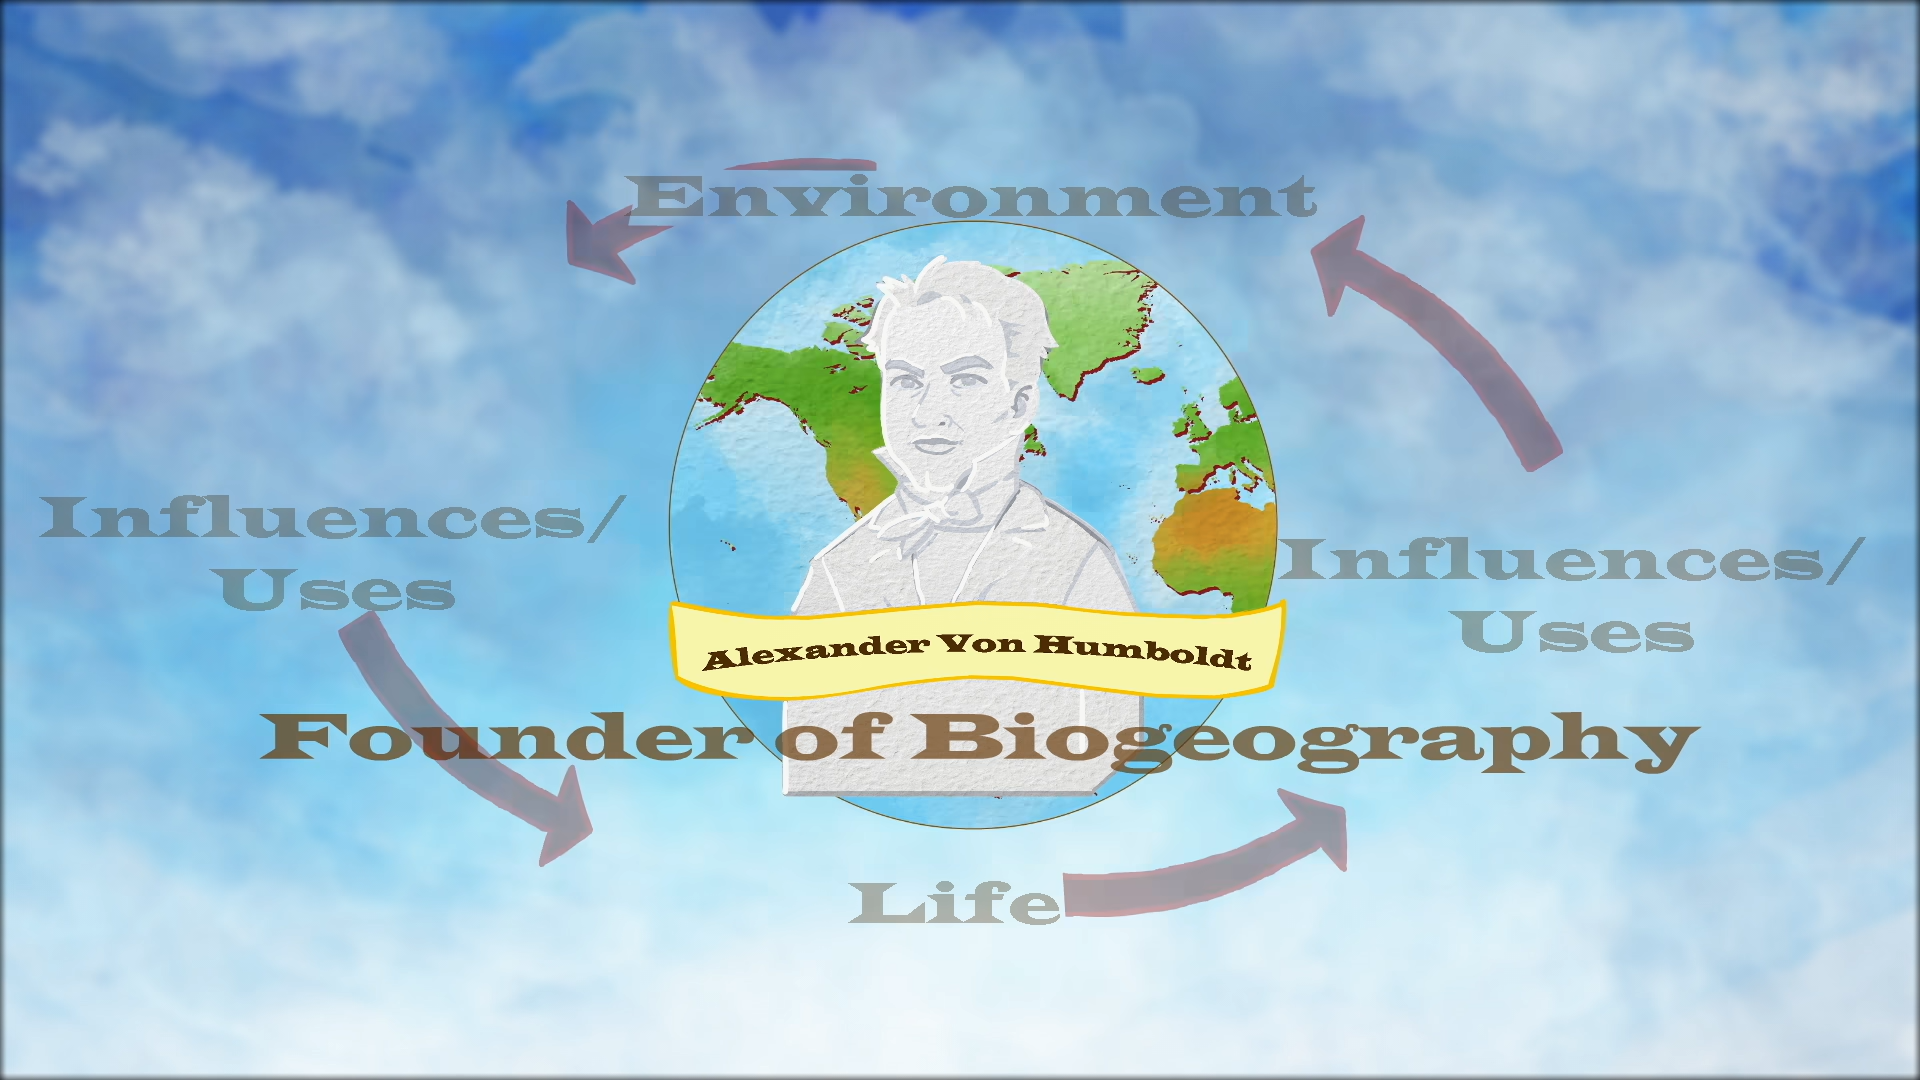 Environment
Influences/
Uses
Influences/
Uses
Alexander Von Humboldt
Founder of Biogeography
Life